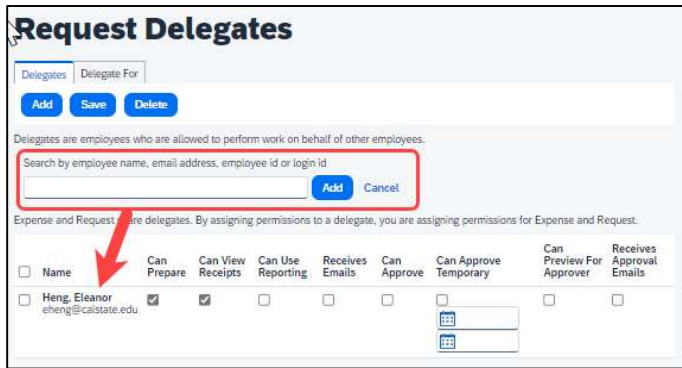 Request Delegates
Delegates Delegate For
Add Save Delete
Delegates are employees who are allowed to perform work on behalf of other employees.
Search by employee name, email address, employee id or login id
Add Cancel
Expense and Request are delegates. By assigning permissions to a delegate, you are assigning permissions for Expense and Request.
Name Can Prepare Can View Receipts Can Use Reporting Receives Emails Can Approve Can Approve Temporary Can Preview For Approver Receives Approval Emails
Heng, Eleanor
eheng@calstate.edu